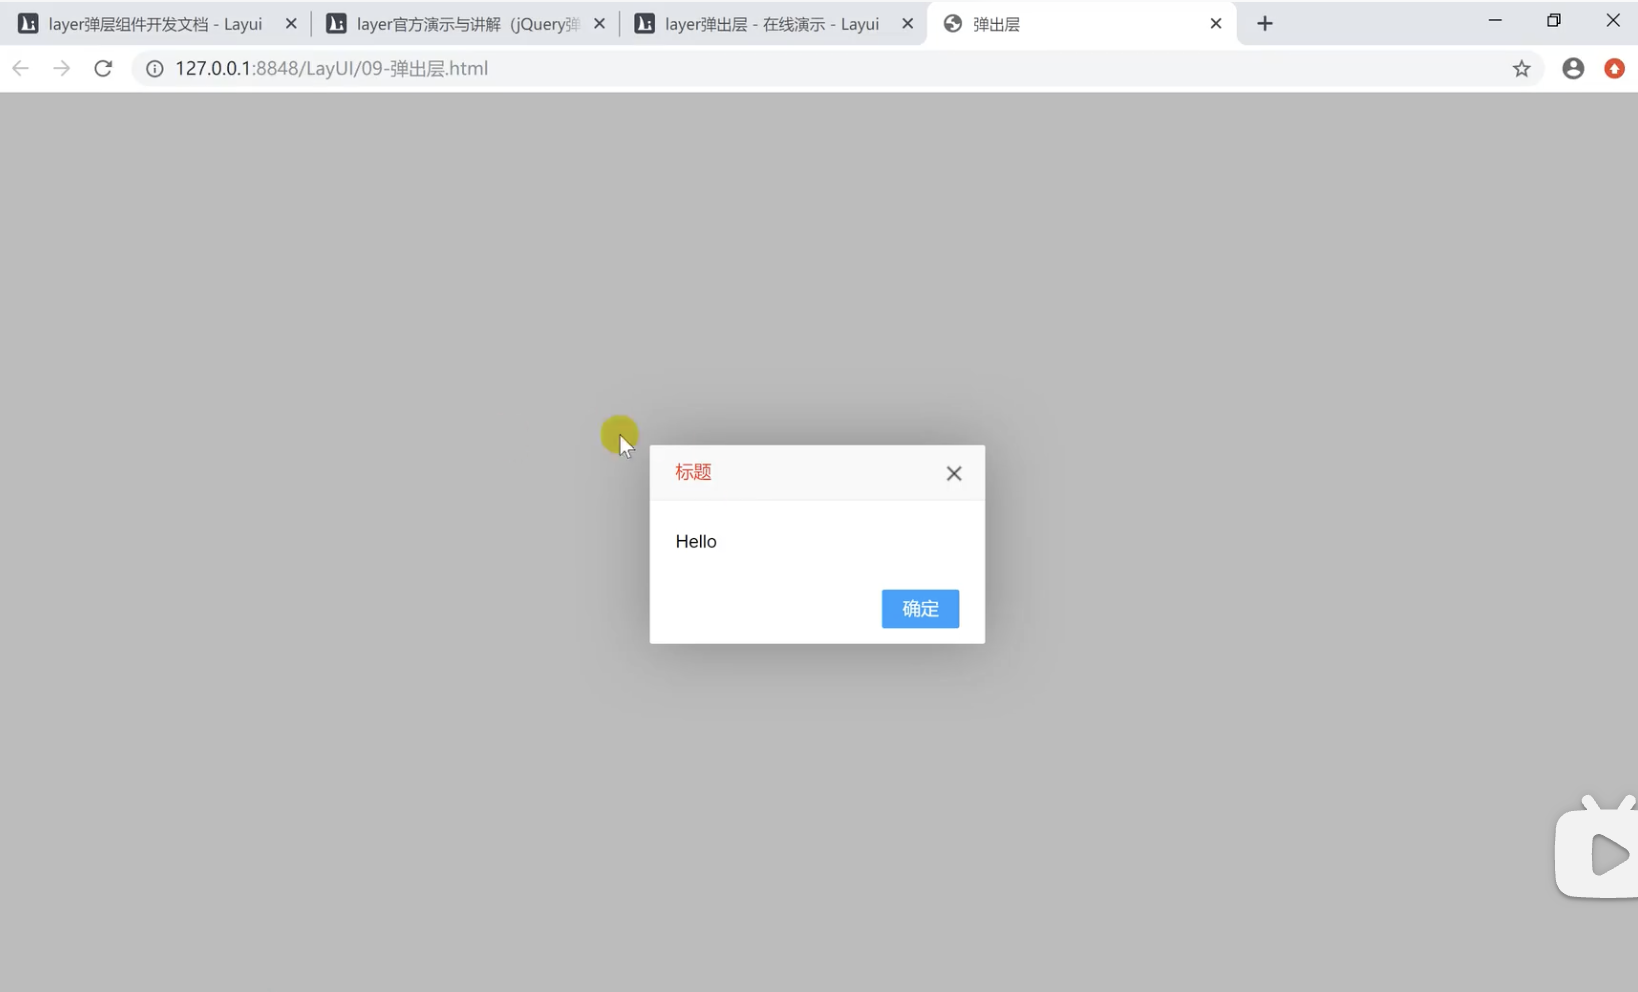 layer弹层组件开发文档 - Layui
layer官方演示与讲解（jQuery弹
layer弹出层 - 在线演示 - Layui
弹出层
127.0.0.1:8848/LayUI/09-弹出层.html
标题
Hello
确定